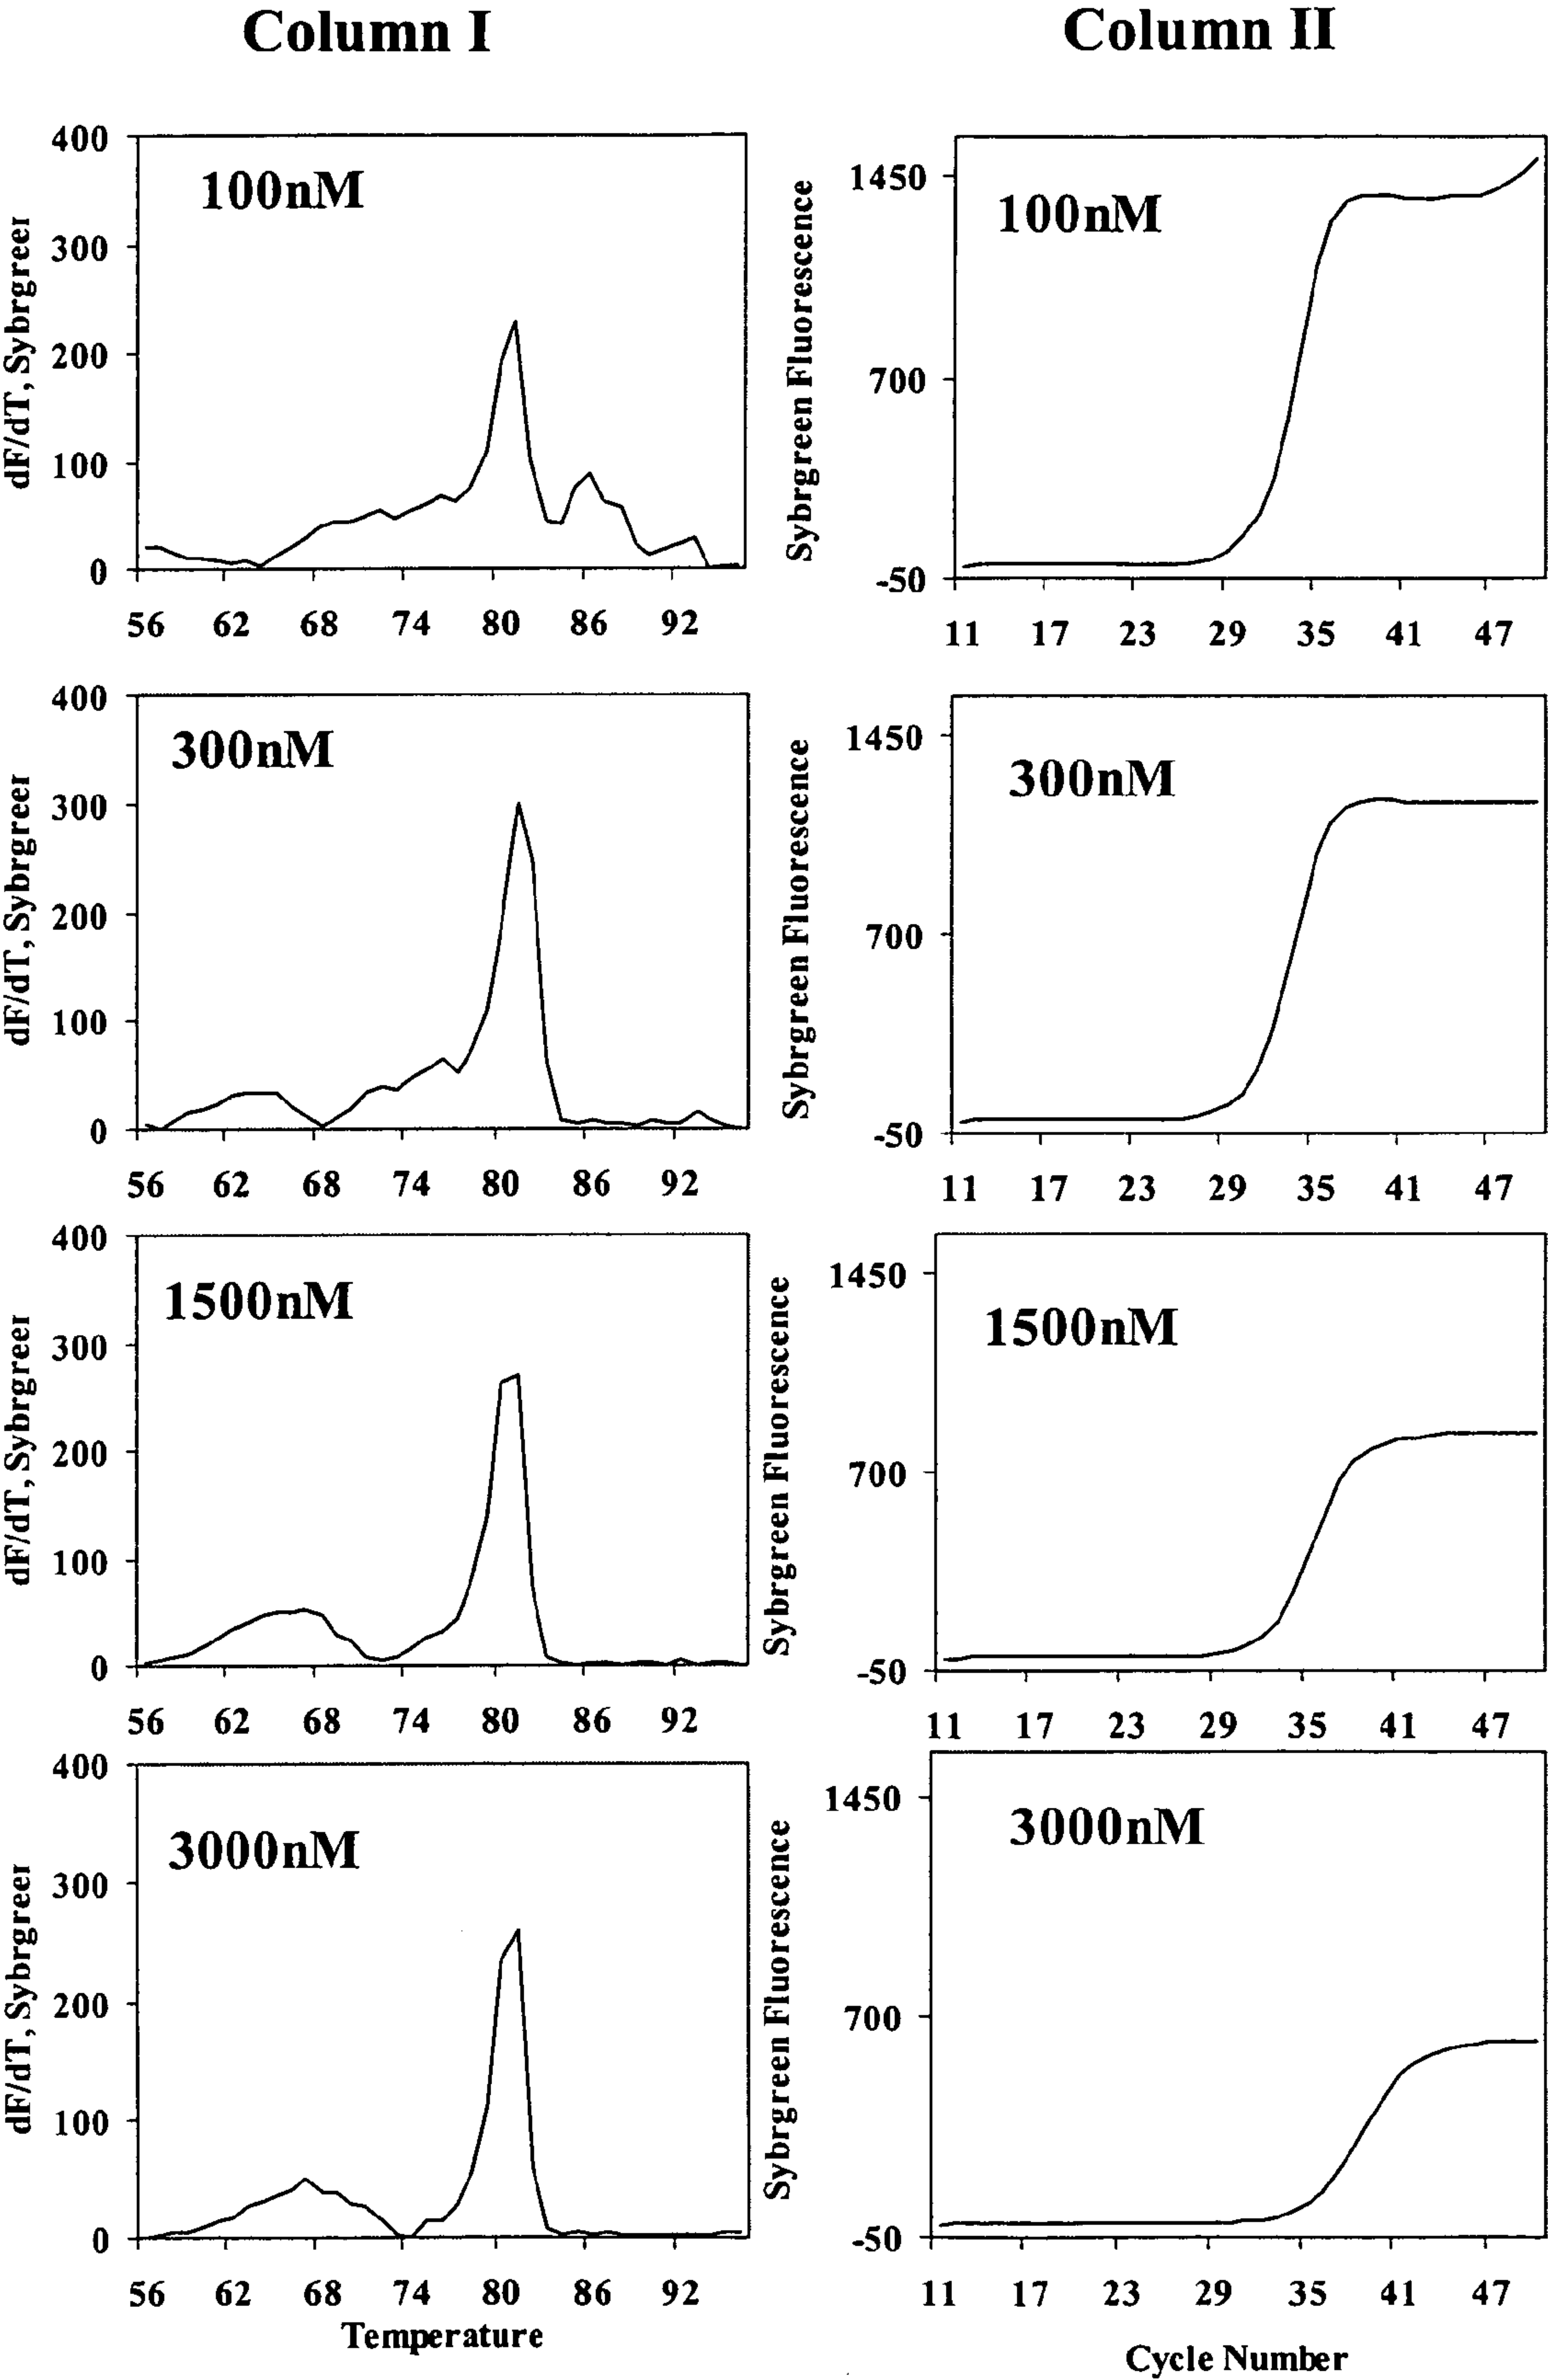 Column I
Column II
400
300
200
100
0
dF/dT, Sybrgreer
100nM
56 62 68 74 80 86 92
1450
700
-50
Sybrgreen Fluorescence
100nM
11 17 23 29 35 41 47
400
300
200
100
0
dF/dT, Sybrgreer
300nM
56 62 68 74 80 86 92
1450
700
-50
Sybrgreen Fluorescence
300nM
11 17 23 29 35 41 47
400
300
200
100
0
dF/dT, Sybrgreer
1500nM
56 62 68 74 80 86 92
1450
700
-50
Sybrgreen Fluorescence
1500nM
11 17 23 29 35 41 47
400
300
200
100
0
dF/dT, Sybrgreer
3000nM
56 62 68 74 80 86 92
Temperature
1450
700
-50
Sybrgreen Fluorescence
3000nM
11 17 23 29 35 41 47
Cycle Number